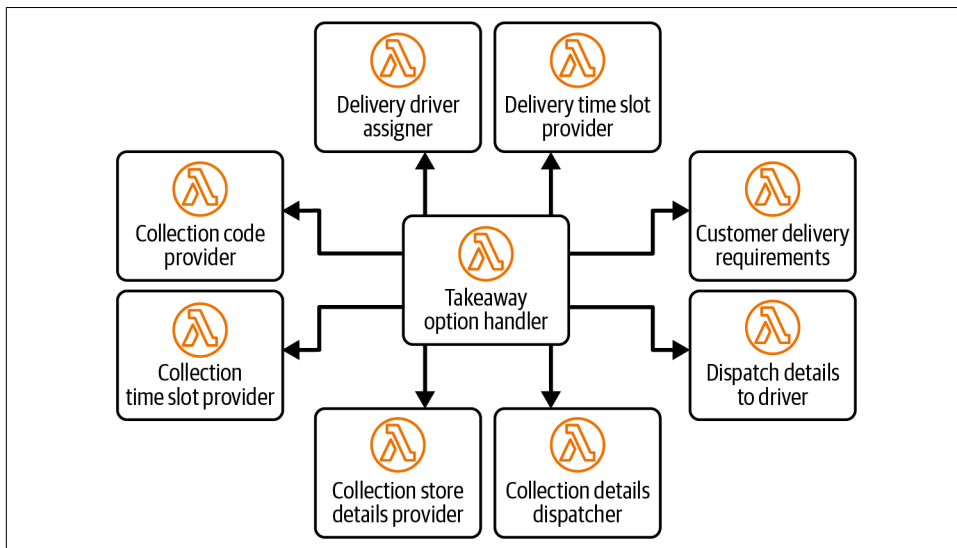 Delivery driver
assigner
Delivery time slot
provider
Collection code
provider
Customer delivery
requirements
Takeaway
option handler
Collection
time slot provider
Dispatch details
to driver
Collection store
details provider
Collection details
dispatcher